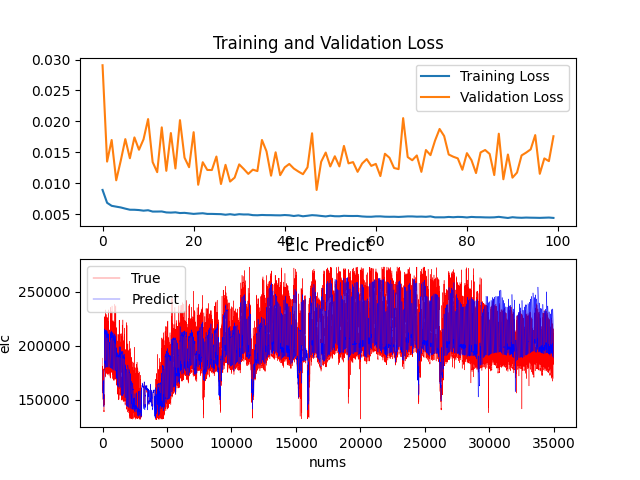 Training and Validation Loss
0.030
0.025
0.020
0.015
0.010
0.005
Training Loss
Validation Loss
0 20 40 60 80 100
Elc Predict
250000
200000
150000
elc
True
Predict
0 5000 10000 15000 20000 25000 30000 35000
nums